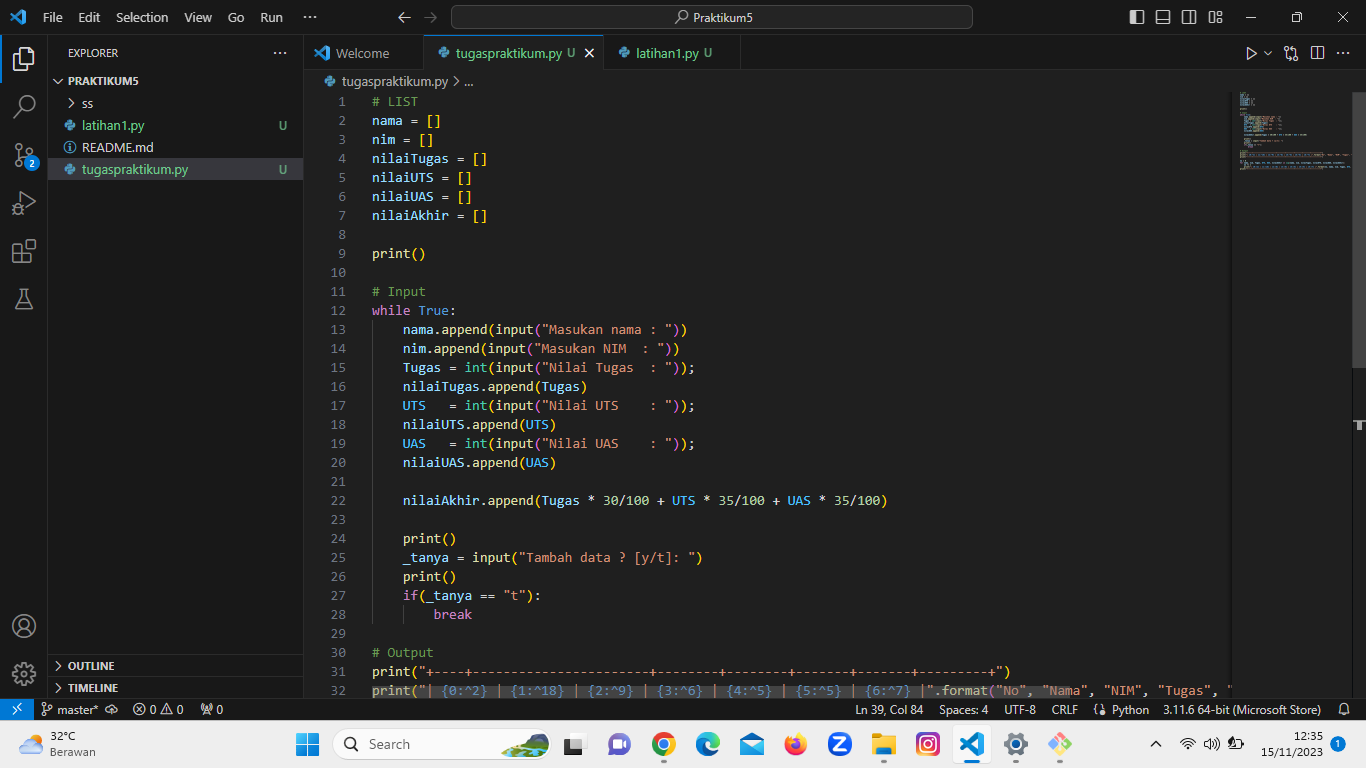 File Edit Selection View Go Run ···
Praktikum5
EXPLORER ···
PRAKTIKUM5
ss
latihan1.py U
README.md
tugaspraktikum.py U
2
OUTLINE
TIMELINE
Welcome
tugaspraktikum.py U
latihan1.py U
tugaspraktikum.py > ...
1 # LIST
2 nama = []
3 nim = []
4 nilaiTugas = []
5 nilaiUTS = []
6 nilaiUAS = []
7 nilaiAkhir = []
8
9 print()
10
11 # Input
12 while True:
13     nama.append(input("Masukan nama : "))
14     nim.append(input("Masukan NIM  : "))
15     Tugas = int(input("Nilai Tugas  : "));
16     nilaiTugas.append(Tugas)
17     UTS   = int(input("Nilai UTS    : "));
18     nilaiUTS.append(UTS)
19     UAS   = int(input("Nilai UAS    : "));
20     nilaiUAS.append(UAS)
21
22     nilaiAkhir.append(Tugas * 30/100 + UTS * 35/100 + UAS * 35/100)
23
24     print()
25     _tanya = input("Tambah data ? [y/t]: ")
26     print()
27     if(_tanya == "t"):
28         break
29
30 # Output
31 print("+----+-----------------------+--------+--------+------+-------+---------+")
32 print("| {0:^2} | {1:^18} | {2:^9} | {3:^6} | {4:^5} | {5:^5} | {6:^7} |".format("No", "Nama", "NIM", "Tugas", "
master* 0 0 0
Ln 39, Col 84 Spaces: 4 UTF-8 CRLF Python 3.11.6 64-bit (Microsoft Store)
32°C
Berawan
Search
12:35
15/11/2023
1